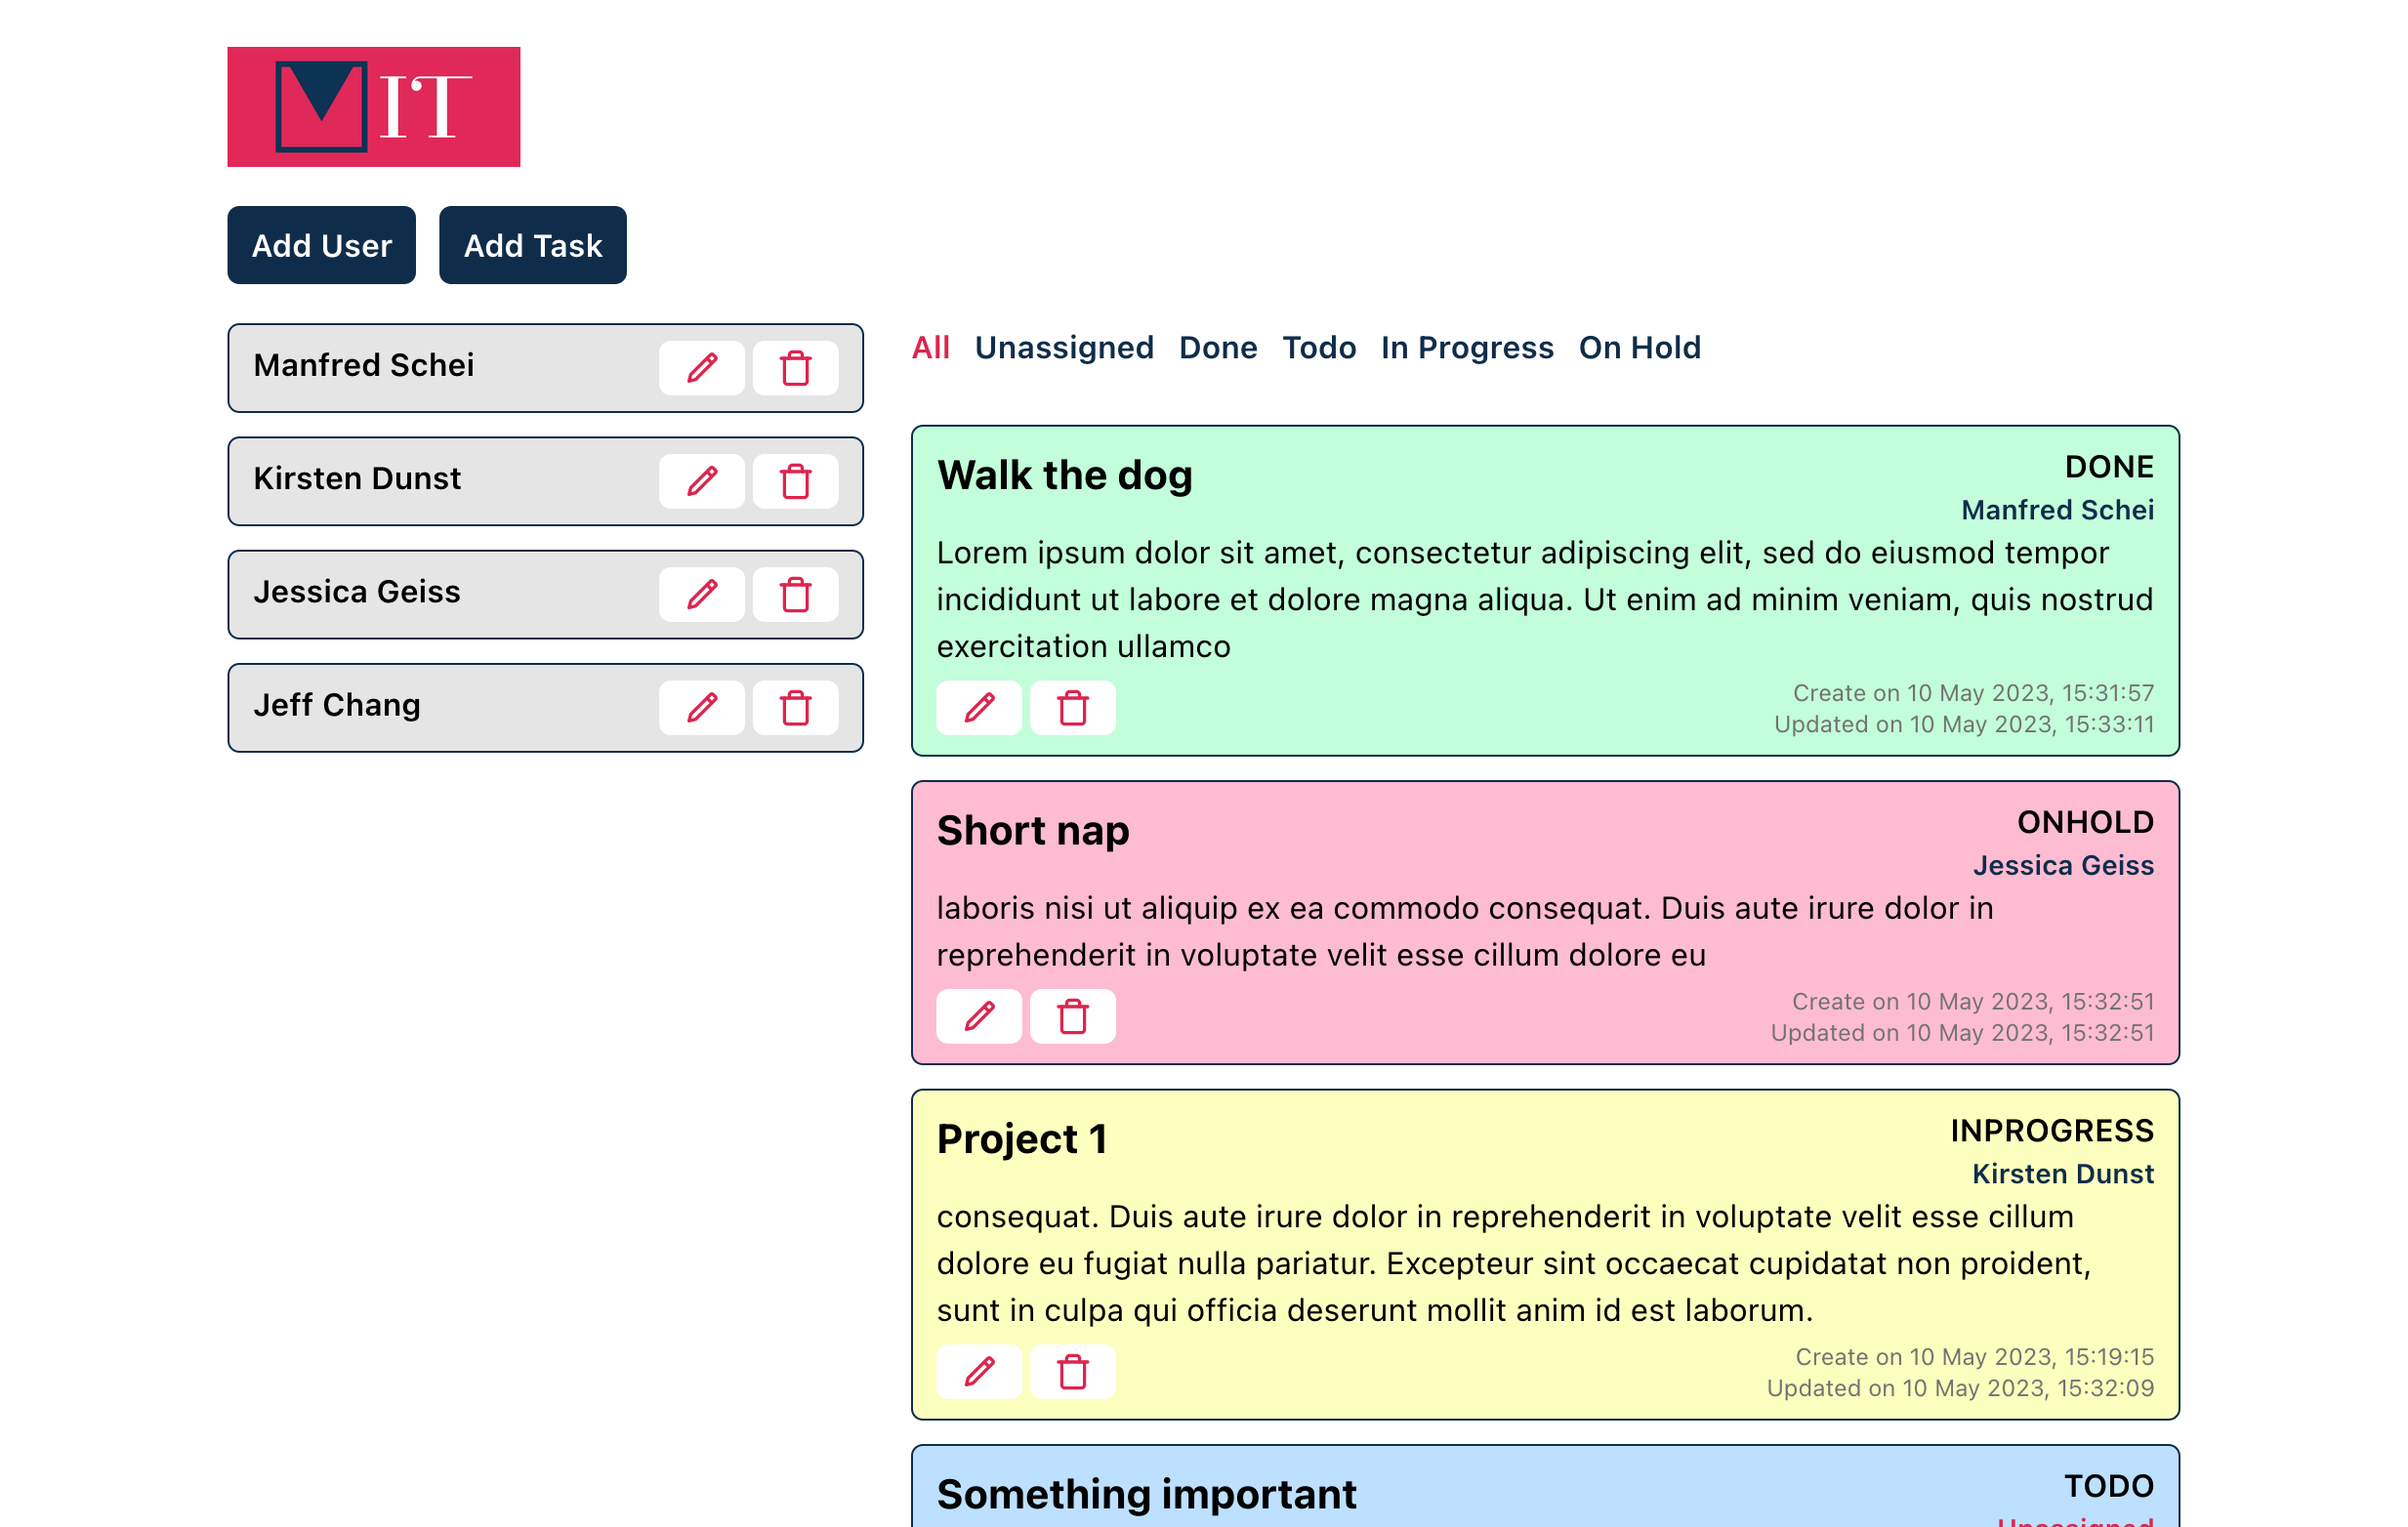 MIT
Add User Add Task
Manfred Schei
Kirsten Dunst
Jessica Geiss
Jeff Chang
All Unassigned Done Todo In Progress On Hold
Walk the dog
DONE
Manfred Schei
Lorem ipsum dolor sit amet, consectetur adipiscing elit, sed do eiusmod tempor
incididunt ut labore et dolore magna aliqua. Ut enim ad minim veniam, quis nostrud
exercitation ullamco
Create on 10 May 2023, 15:31:57
Updated on 10 May 2023, 15:33:11
Short nap
ONHOLD
Jessica Geiss
laboris nisi ut aliquip ex ea commodo consequat. Duis aute irure dolor in
reprehenderit in voluptate velit esse cillum dolore eu
Create on 10 May 2023, 15:32:51
Updated on 10 May 2023, 15:32:51
Project 1
INPROGRESS
Kirsten Dunst
consequat. Duis aute irure dolor in reprehenderit in voluptate velit esse cillum
dolore eu fugiat nulla pariatur. Excepteur sint occaecat cupidatat non proident,
sunt in culpa qui officia deserunt mollit anim id est laborum.
Create on 10 May 2023, 15:19:15
Updated on 10 May 2023, 15:32:09
Something important
TODO
Unassigned